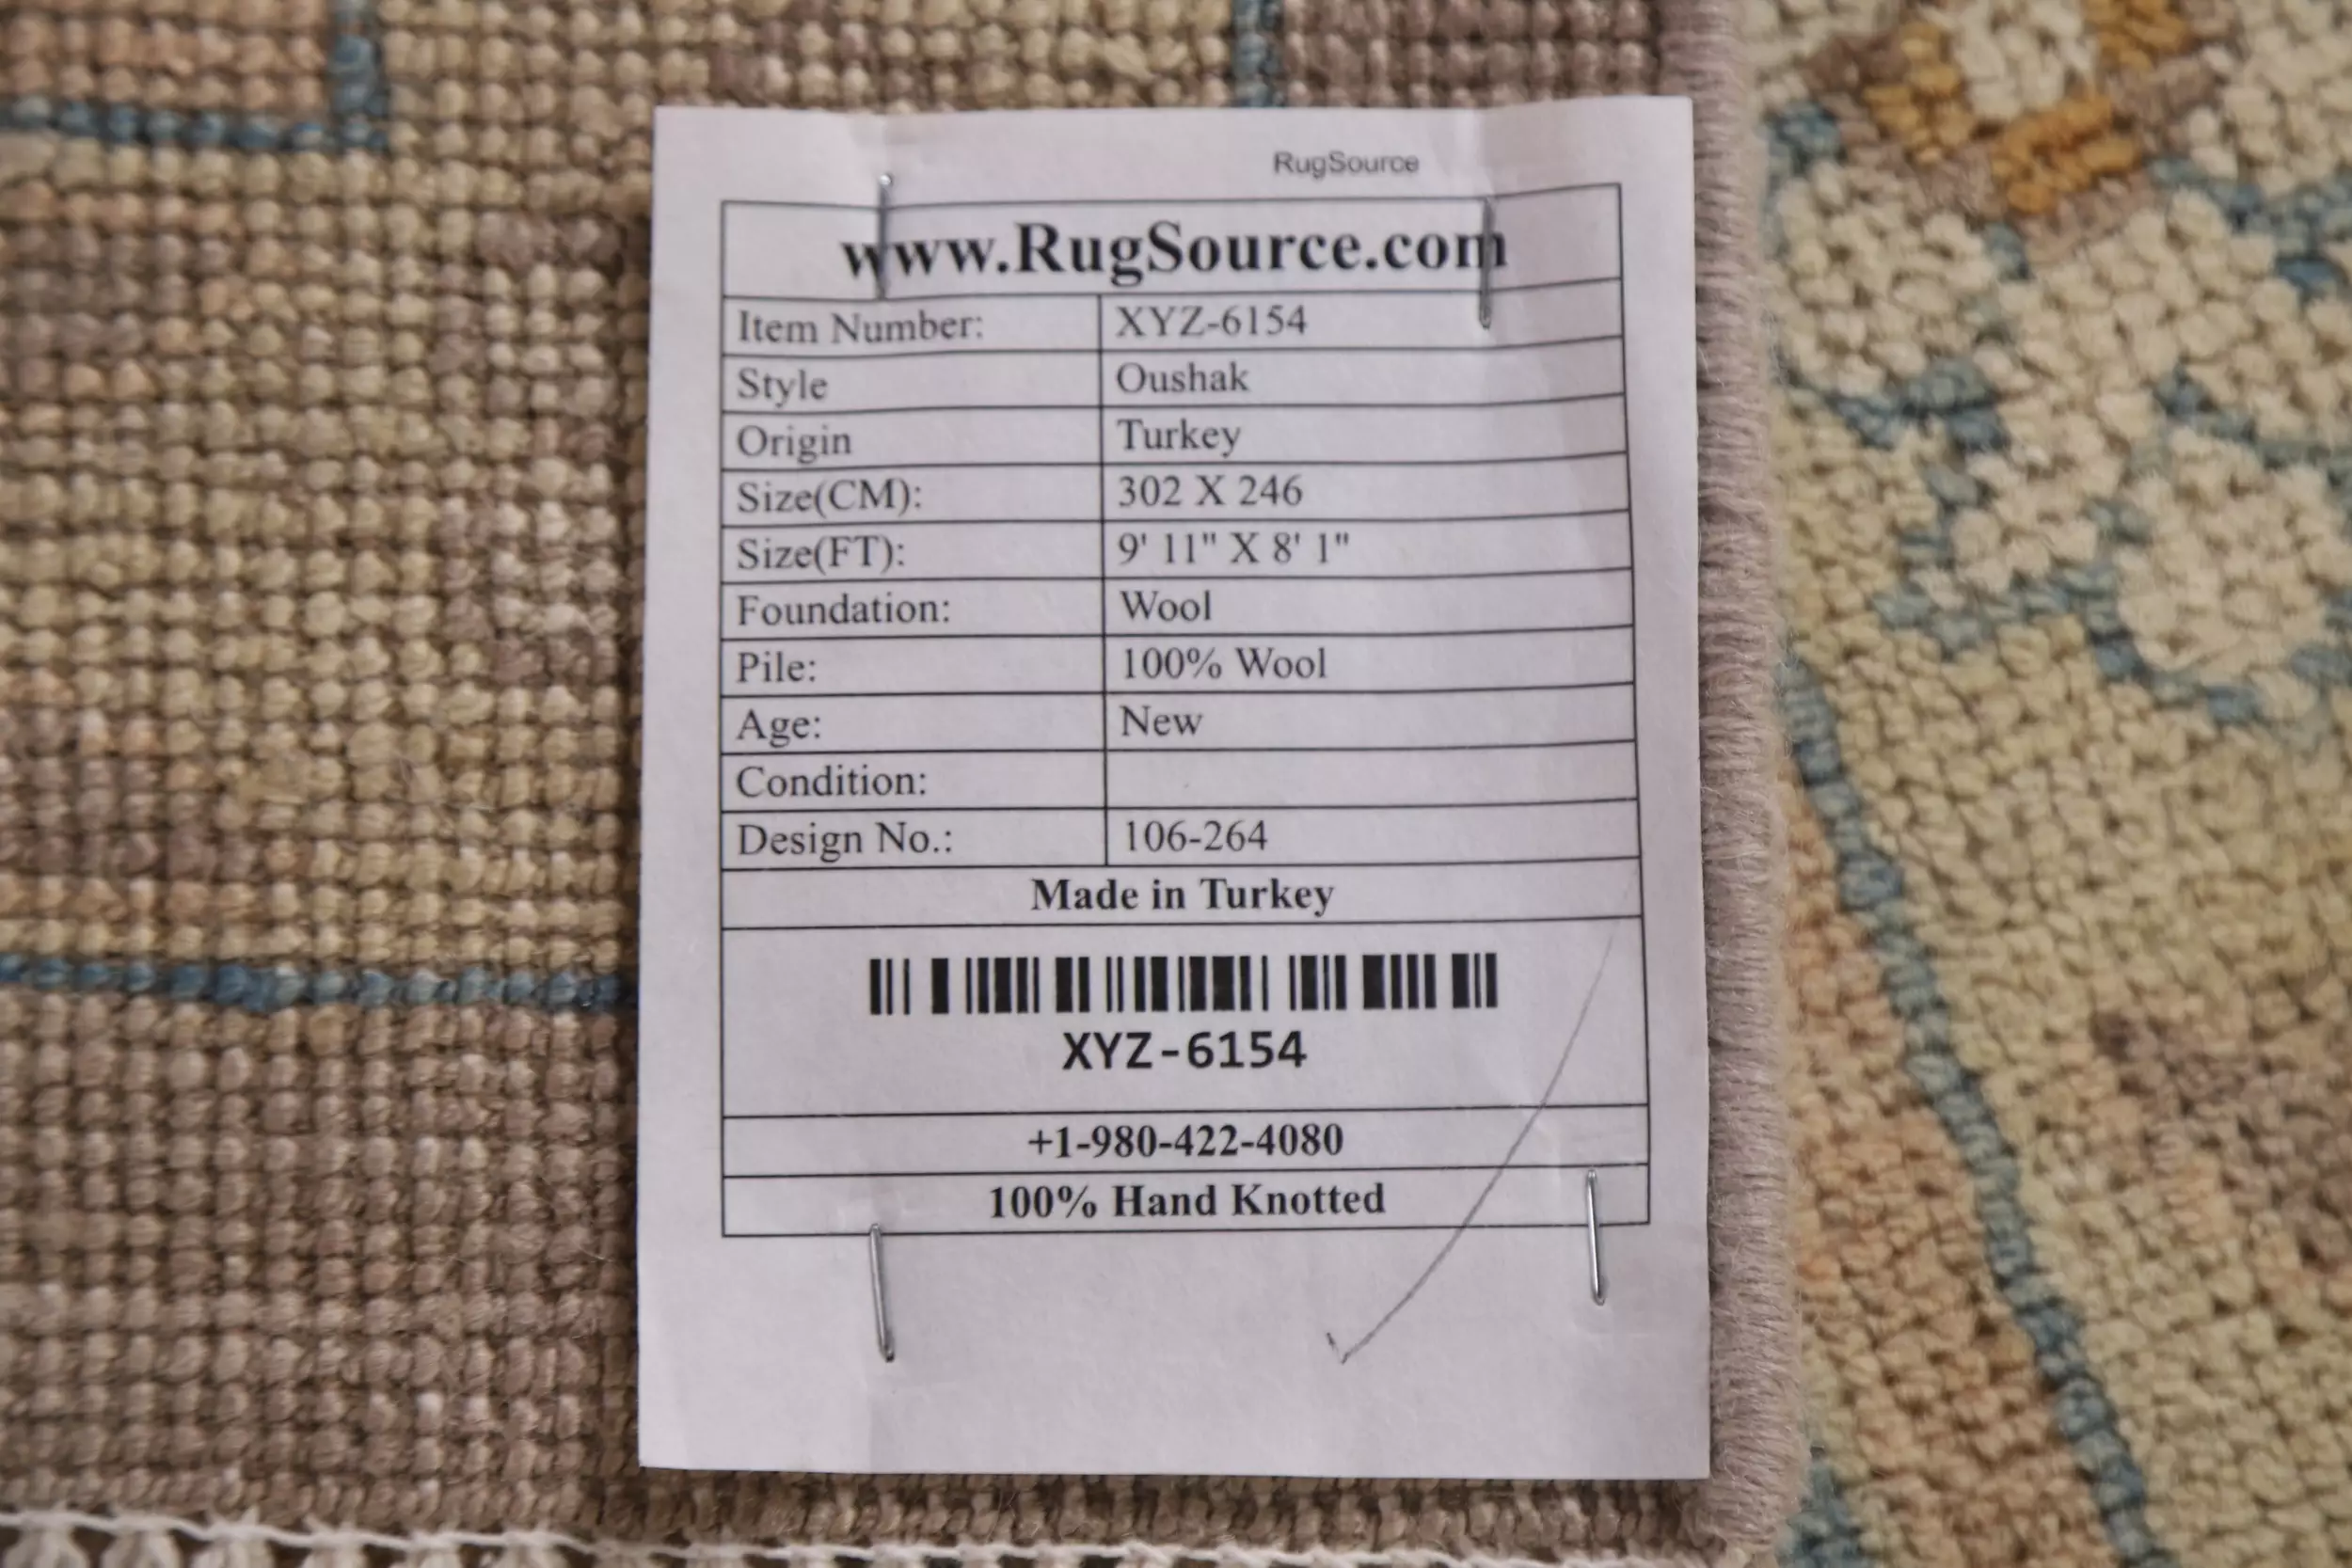 RugSource
www.RugSource.com
Item Number: XYZ-6154
Style Oushak
Origin Turkey
Size(CM): 302 X 246
Size(FT): 9' 11" X 8' 1"
Foundation: Wool
Pile: 100% Wool
Age: New
Condition:
Design No.: 106-264
Made in Turkey
XYZ-6154
+1-980-422-4080
100% Hand Knotted